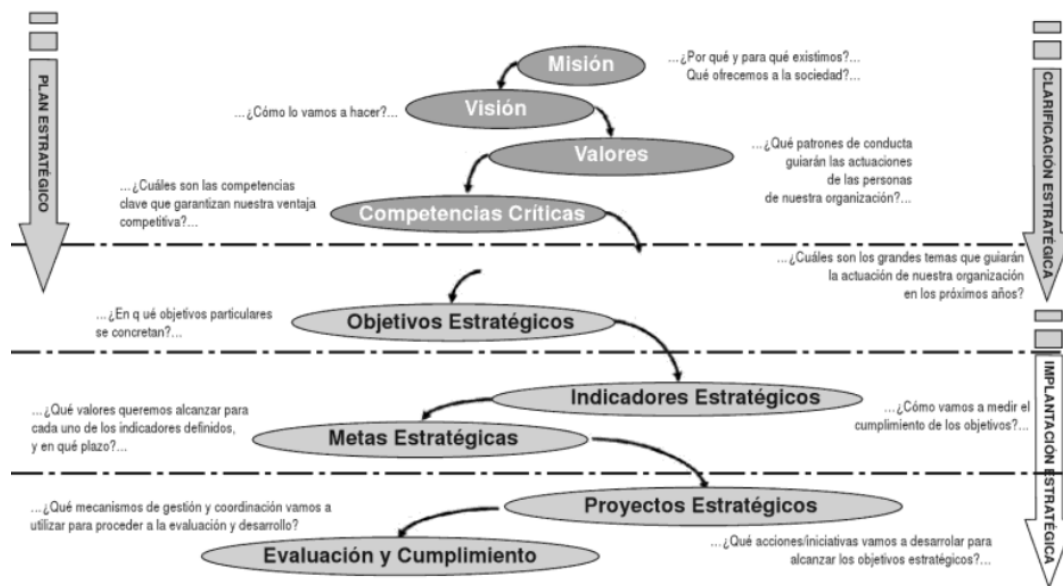 PLAN ESTRATÉGICO
CLARIFICACIÓN ESTRATÉGICA
Misión
...¿Por qué y para qué existimos?...
Qué ofrecemos a la sociedad?...
Visión
...¿Cómo lo vamos a hacer?...
Valores
...¿Qué patrones de conducta
guiarán las actuaciones
de las personas
de nuestra organización?...
...¿Cuáles son las competencias
clave que garantizan nuestra ventaja
competitiva?...
Competencias Críticas
...¿Cuáles son los grandes temas que guiarán
la actuación de nuestra organización
en los próximos años?
...¿En q ué objetivos particulares
se concretan?...
Objetivos Estratégicos
IMPLANTACIÓN ESTRATÉGICA
Indicadores Estratégicos
...¿Cómo vamos a medir el
cumplimiento de los objetivos?...
...¿Qué valores queremos alcanzar para
cada uno de los indicadores definidos,
y en qué plazo?...
Metas Estratégicas
Proyectos Estratégicos
...¿Qué mecanismos de gestión y coordinación vamos a
utilizar para proceder a la evaluación y desarrollo?
...¿Qué acciones/iniciativas vamos a desarrolar para
alcanzar los objetivos estratégicos?...
Evaluación y Cumplimiento